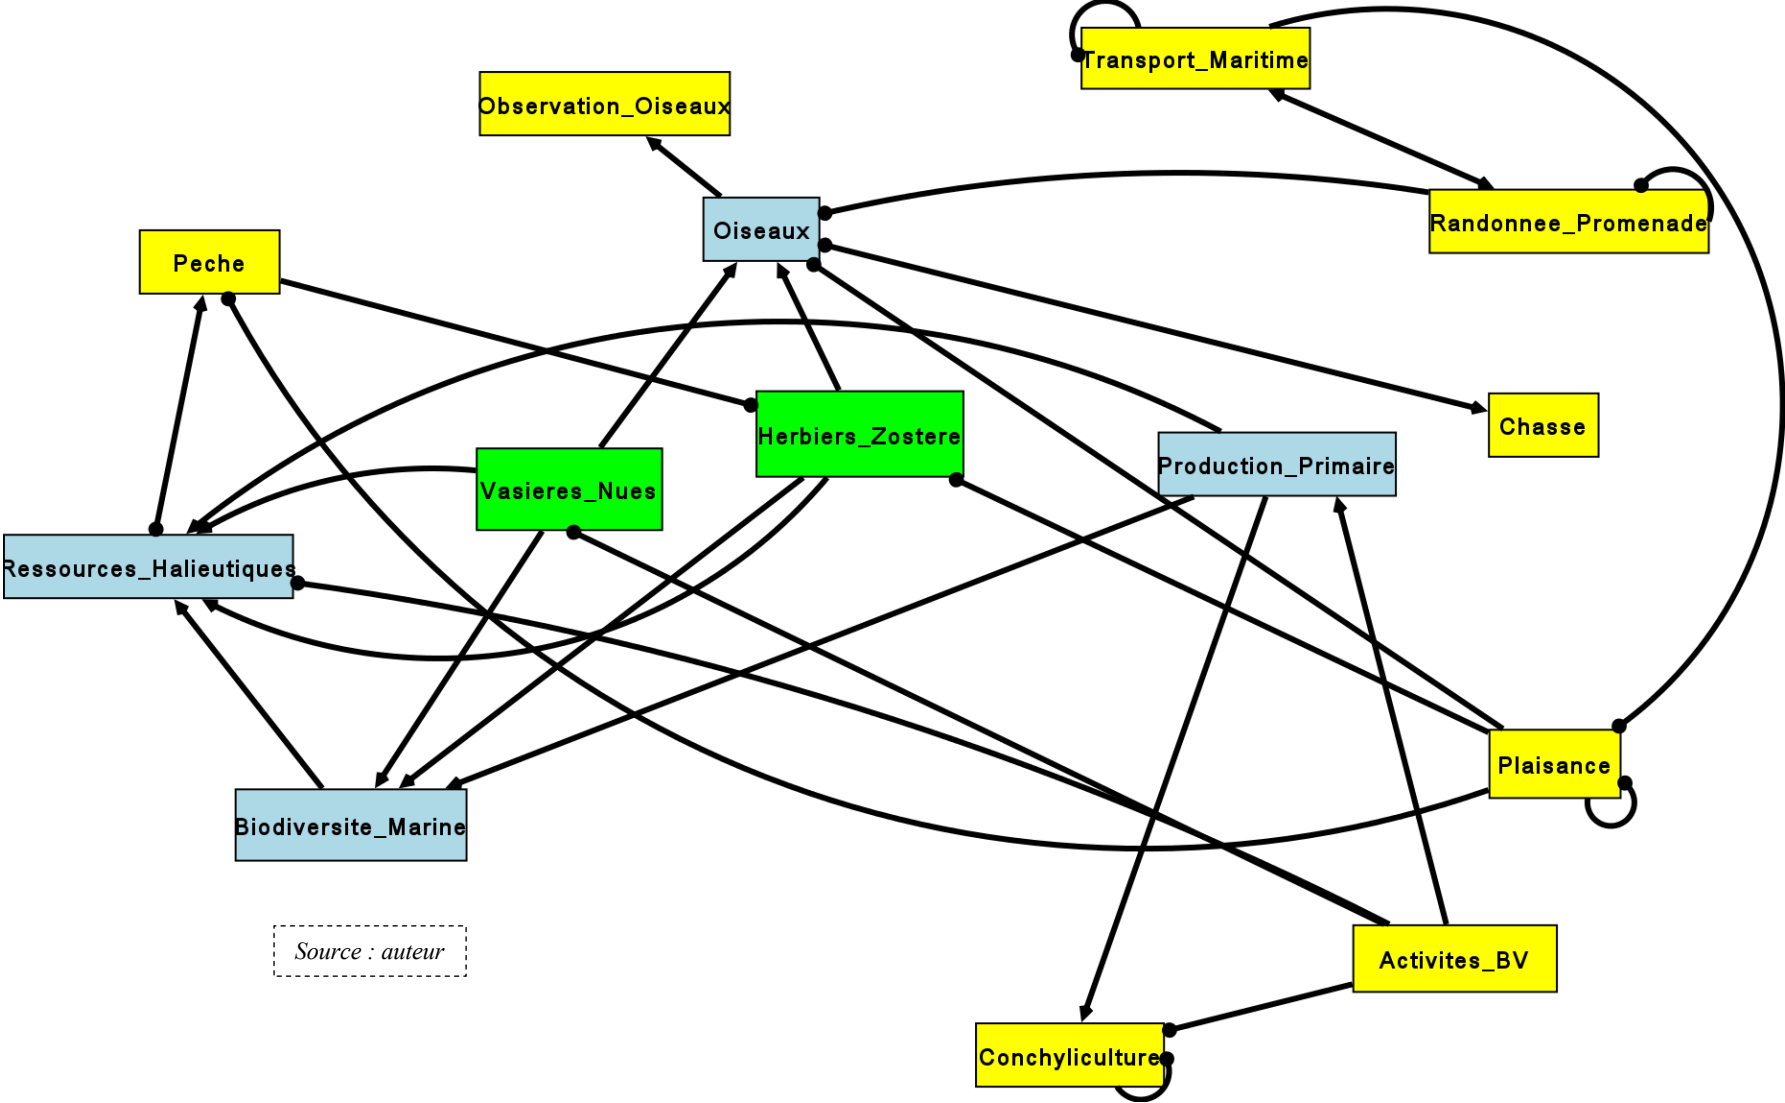 Transport_Maritime
Observation_Oiseaux
Oiseaux
Randonnee_Promenade
Peche
Chasse
Herbiers_Zostere
Production_Primaire
Vasieres_Nues
Ressources_Halieutiques
Plaisance
Biodiversite_Marine
Source : auteur
Activites_BV
Conchyliculture